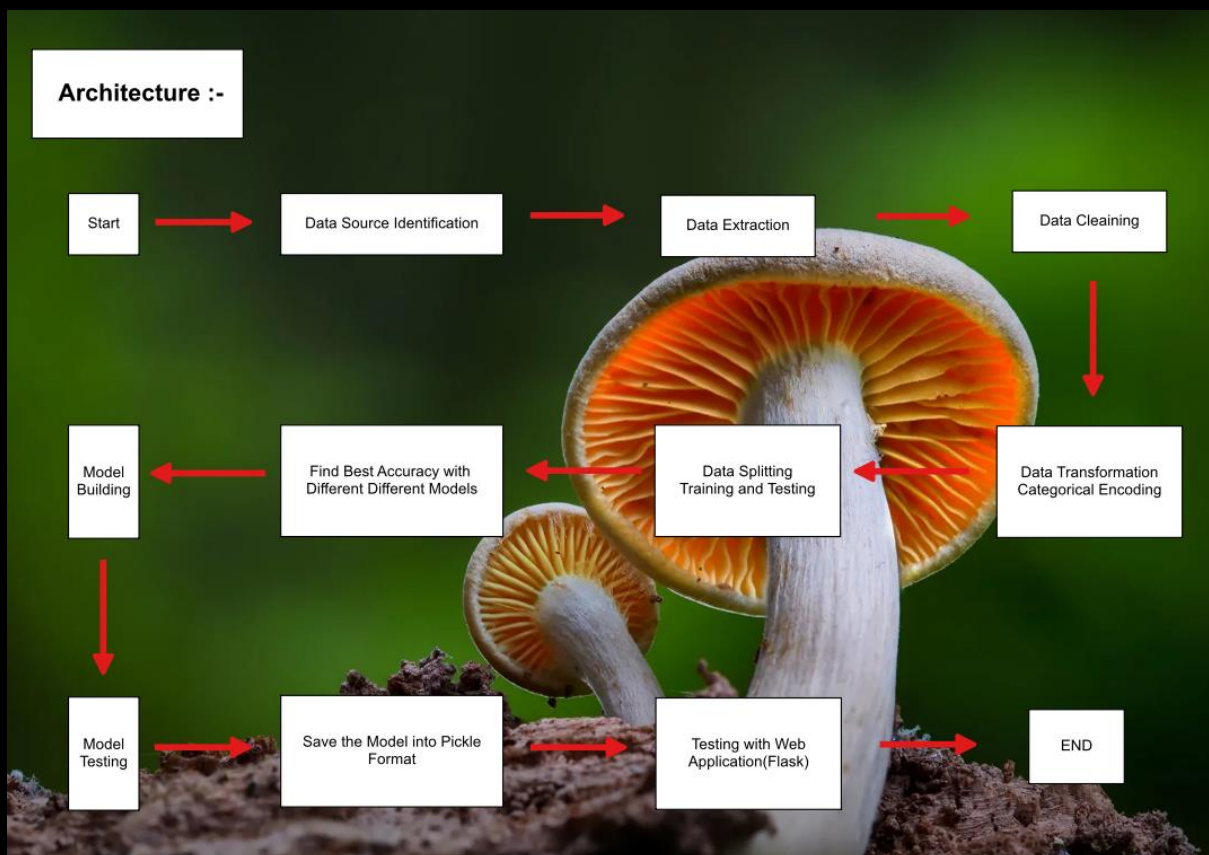 Architecture :-
Start
Data Source Identification
Data Extraction
Data Cleaining
Data Transformation
Categorical Encoding
Data Splitting
Training and Testing
Find Best Accuracy with
Different Different Models
Model
Building
Model
Testing
Save the Model into Pickle
Format
Testing with Web
Application(Flask)
END